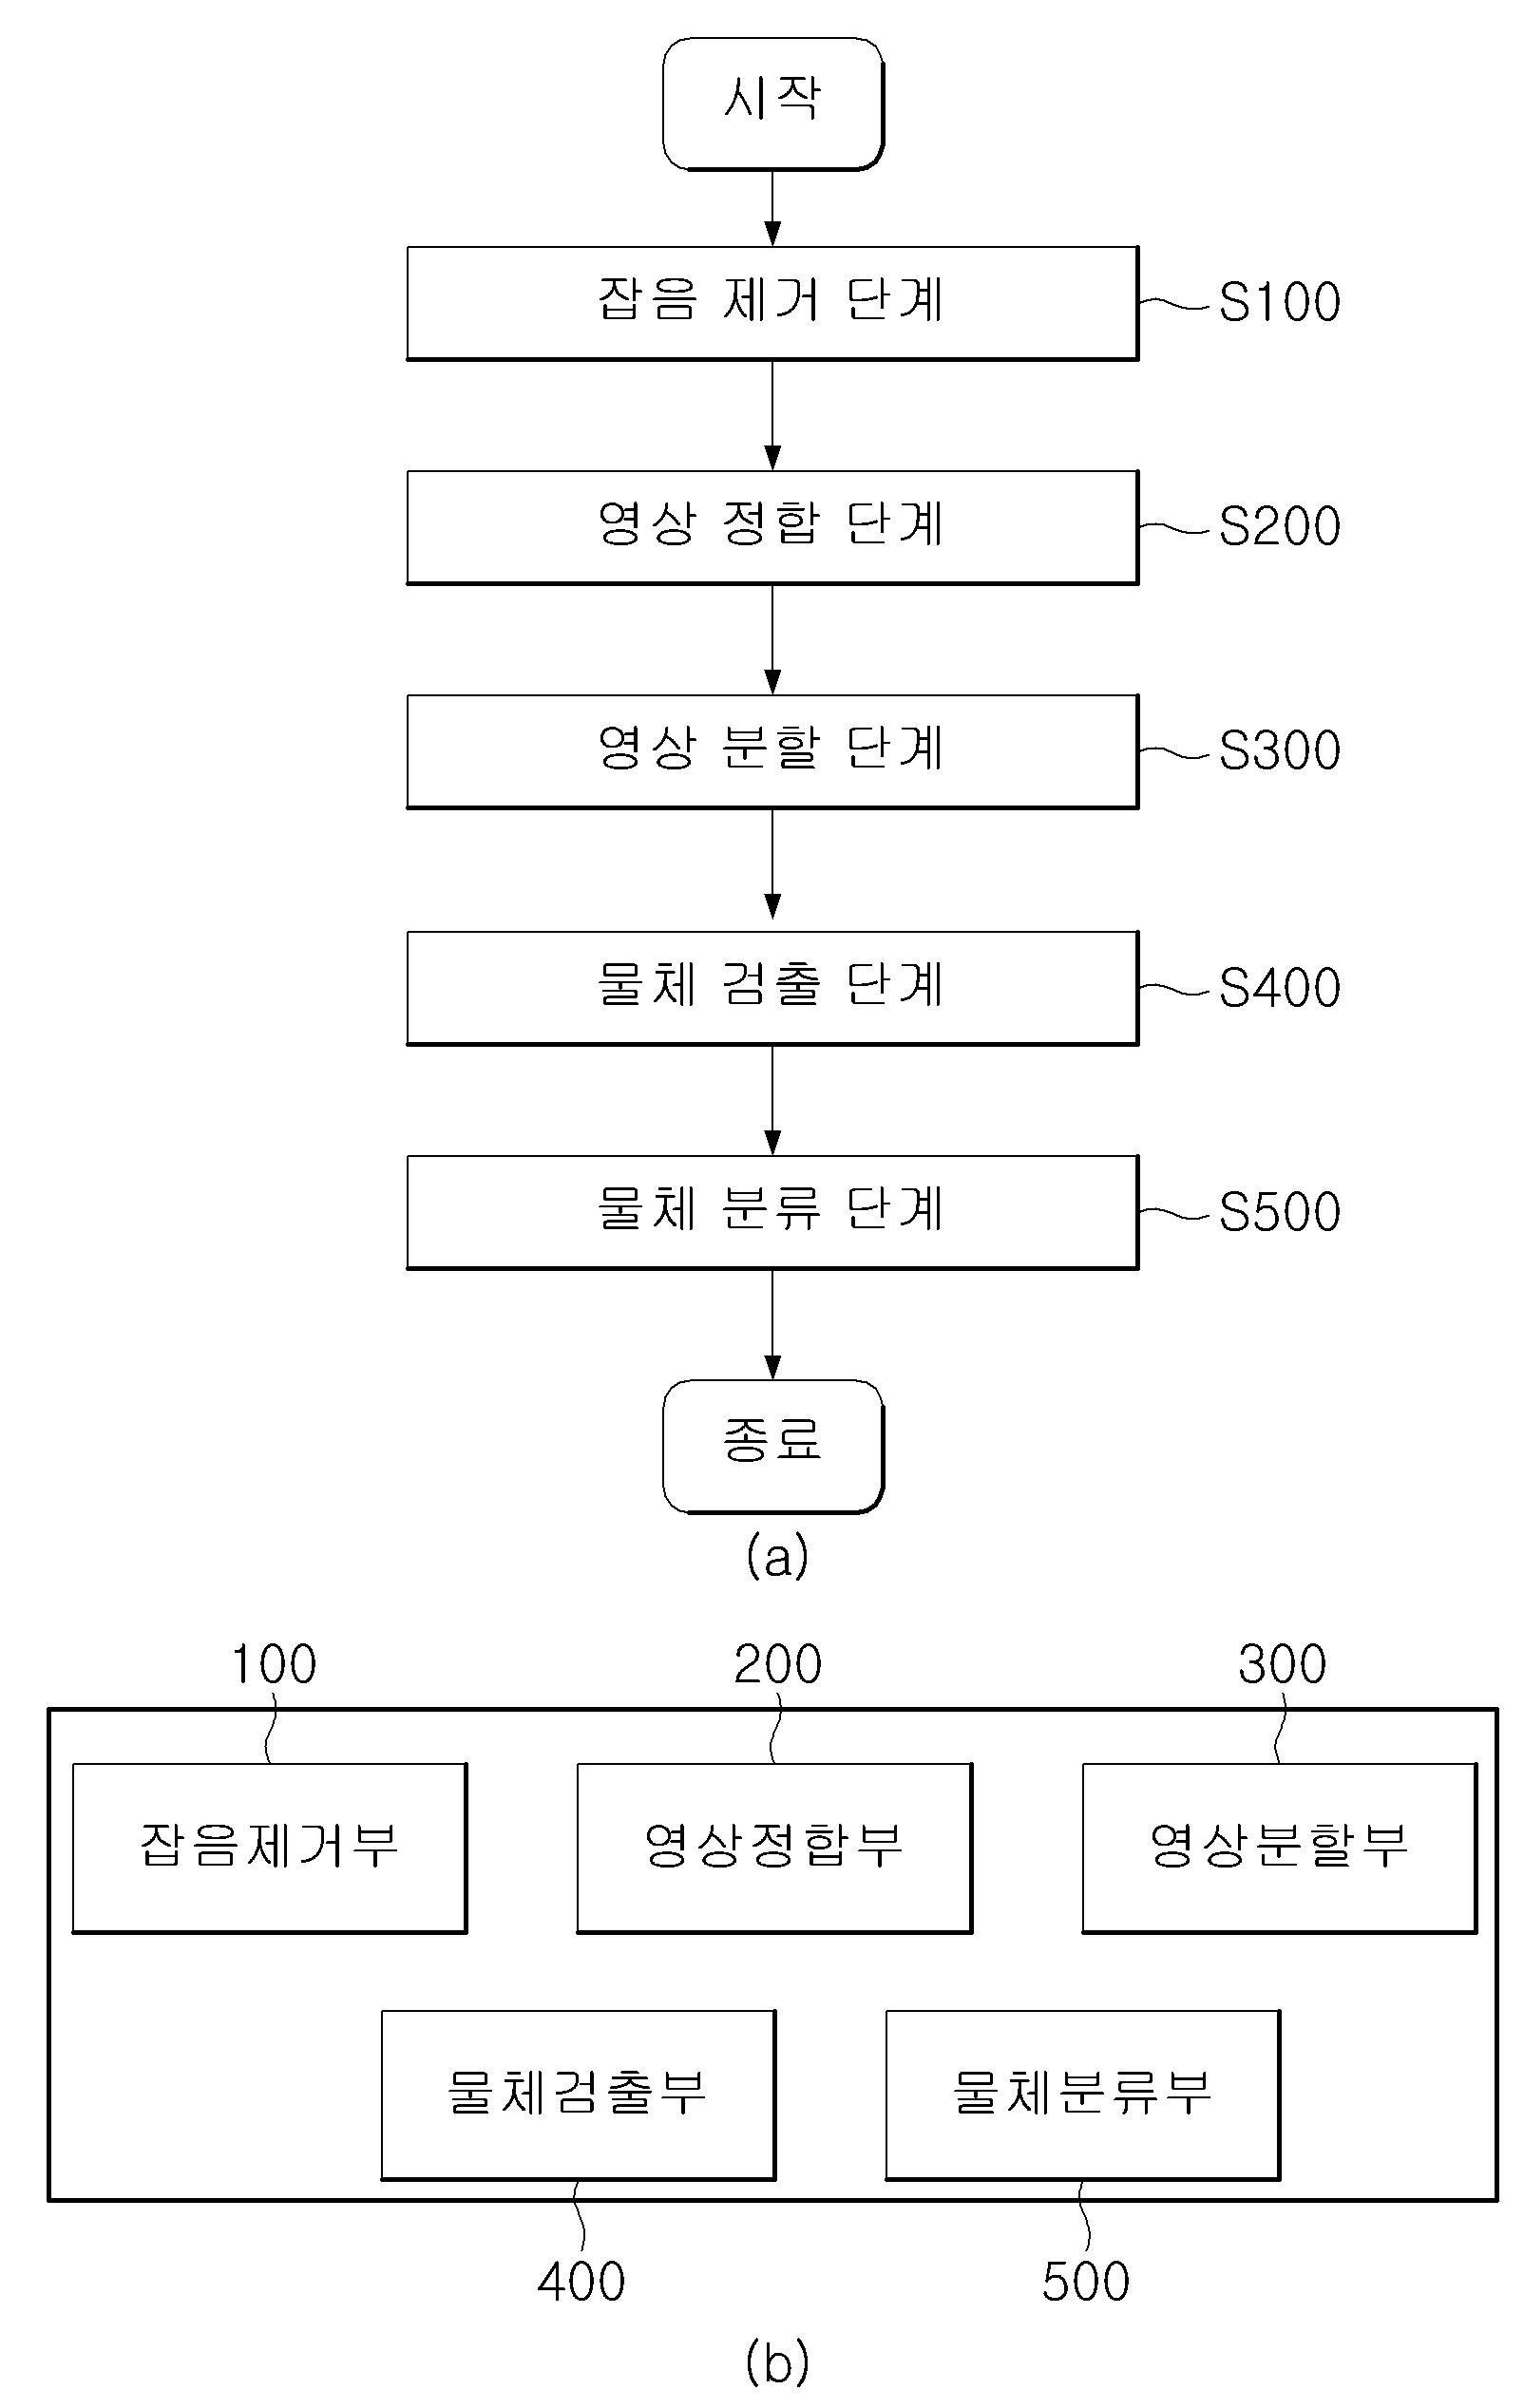 시작
잡음 제거 단계 S100
영상 정합 단계 S200
영상 분할 단계 S300
물체 검출 단계 S400
물체 분류 단계 S500
종료
(a)
100 200 300
잡음제거부 영상정합부 영상분할부
물체검출부 물체분류부
400 500
(b)